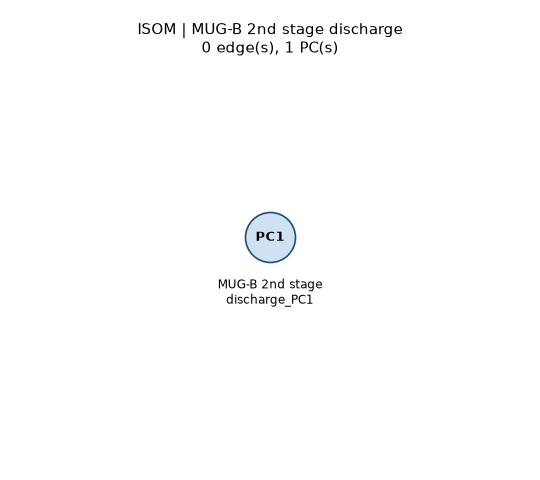 ISOM | MUG-B 2nd stage discharge
0 edge(s), 1 PC(s)
PC1
MUG-B 2nd stage
discharge_PC1